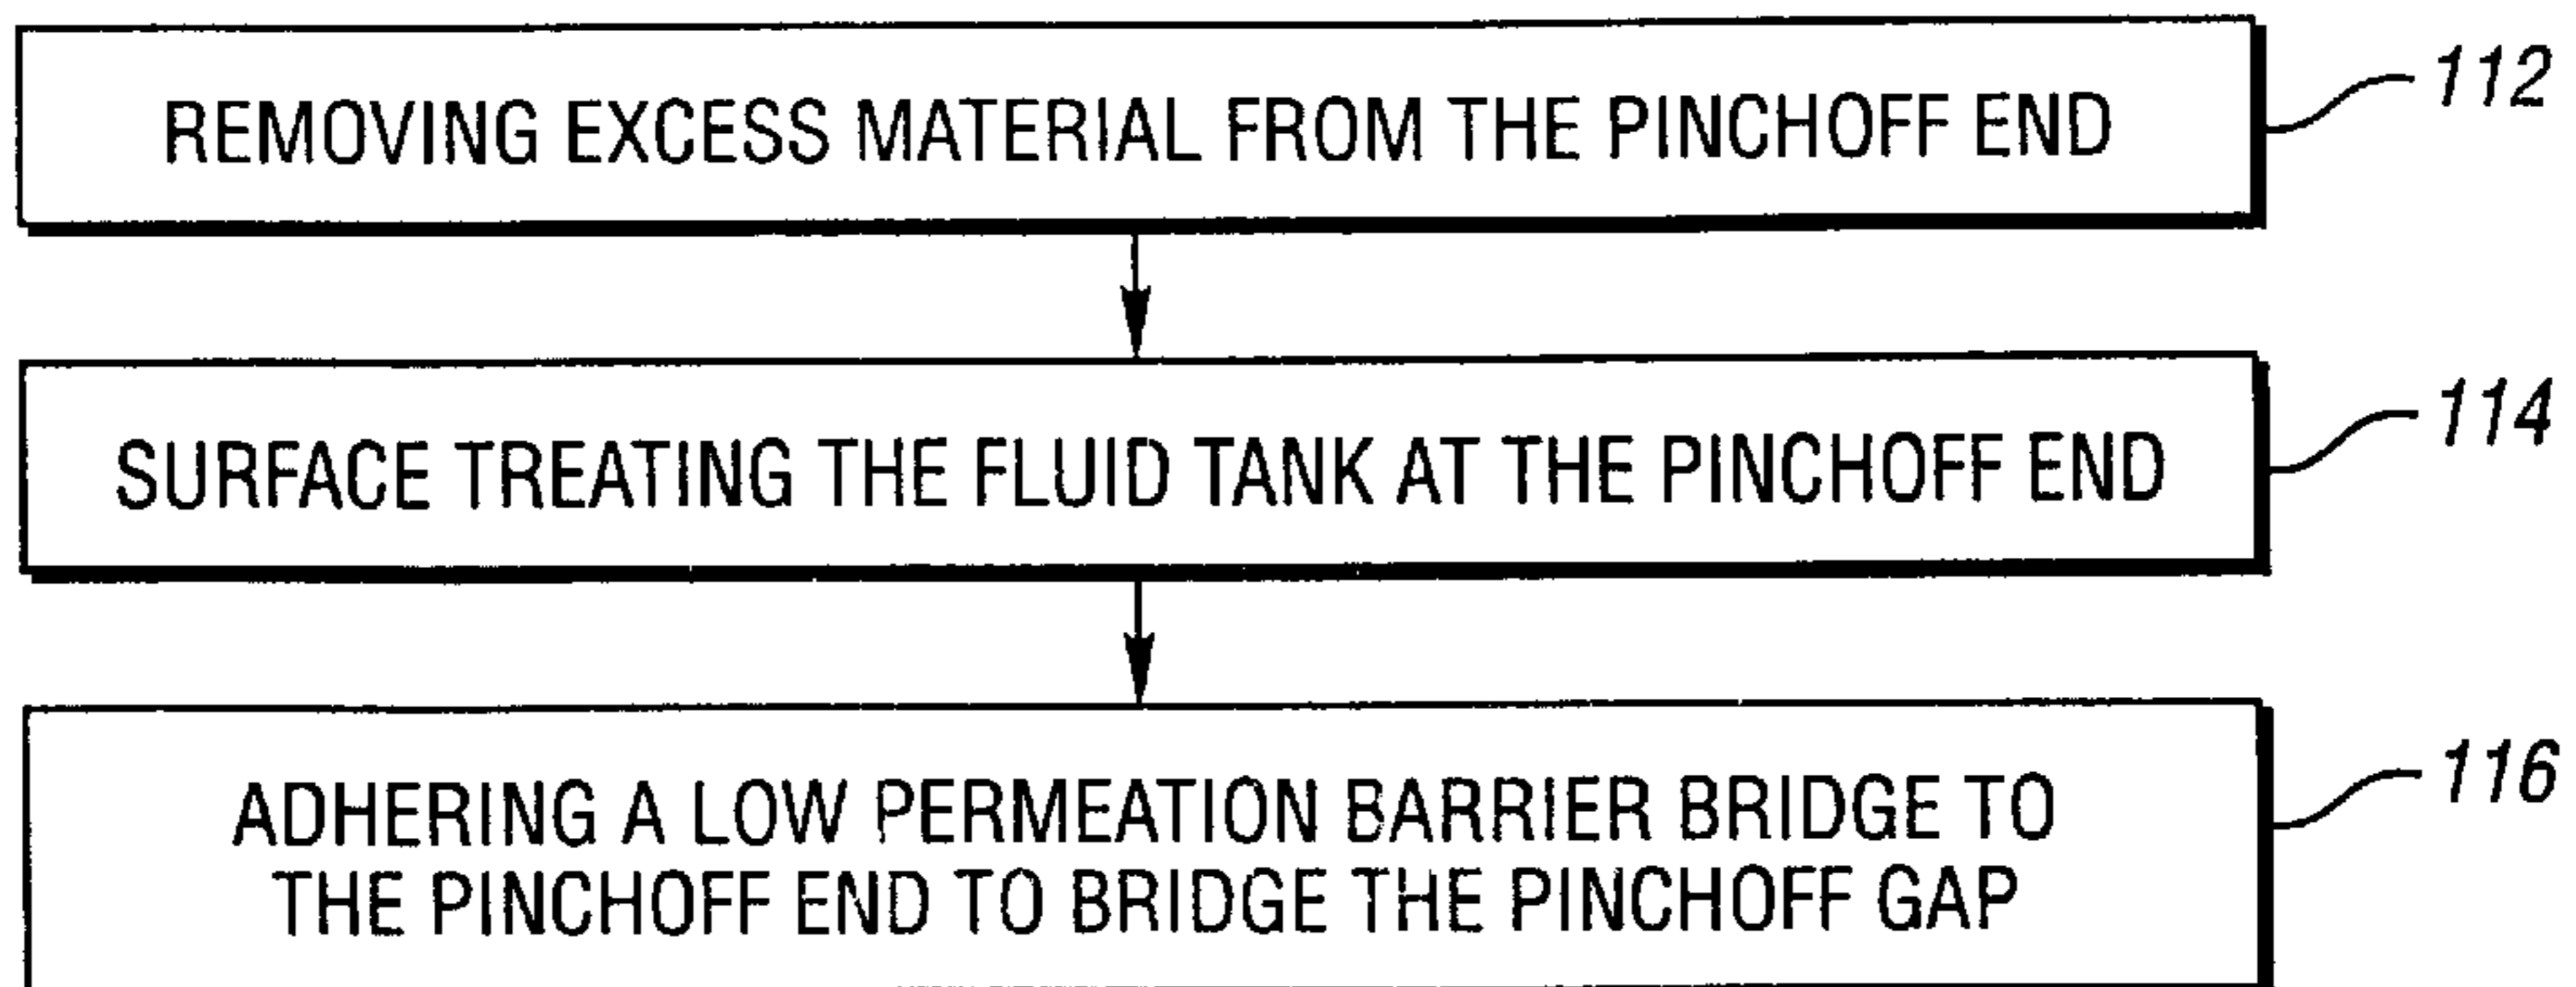 REMOVING EXCESS MATERIAL FROM THE PINCHOFF END
112
SURFACE TREATING THE FLUID TANK AT THE PINCHOFF END
114
ADHERING A LOW PERMEATION BARRIER BRIDGE TO
THE PINCHOFF END TO BRIDGE THE PINCHOFF GAP
116